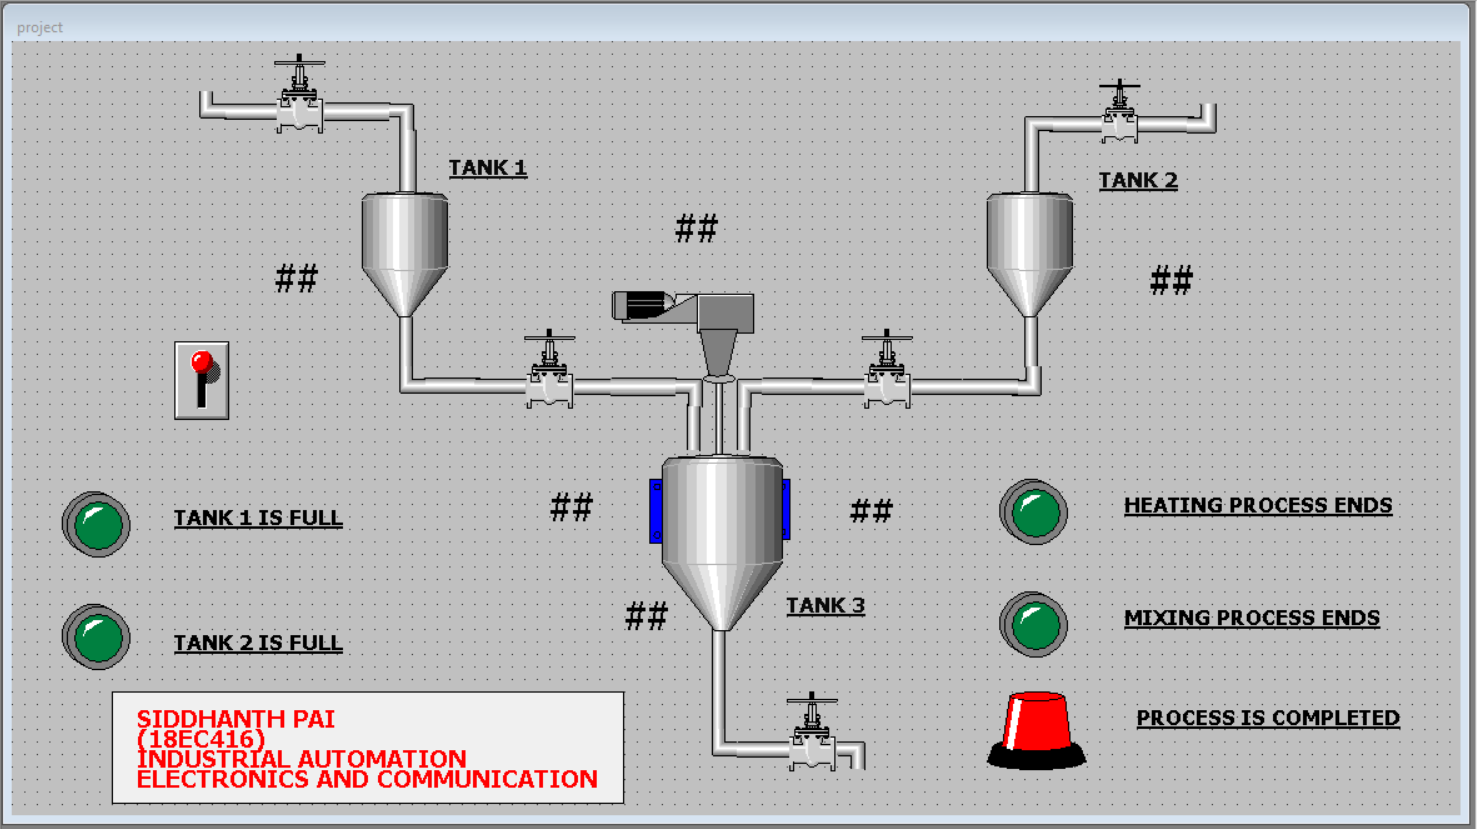 project
TANK 1
TANK 2
##
##
##
##
##
HEATING PROCESS ENDS
TANK 1 IS FULL
TANK 3
##
MIXING PROCESS ENDS
TANK 2 IS FULL
PROCESS IS COMPLETED
SIDDHANTH PAI
(18EC416)
INDUSTRIAL AUTOMATION
ELECTRONICS AND COMMUNICATION